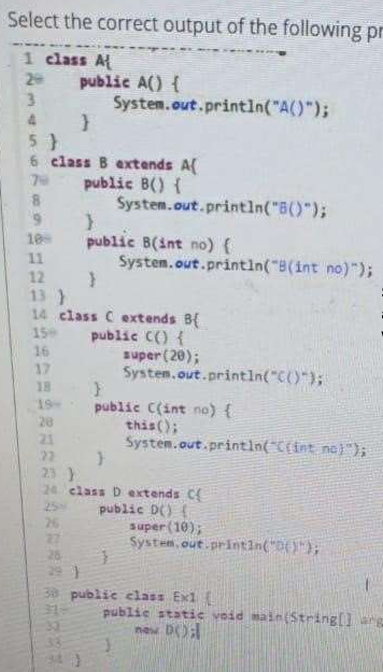 Select the correct output of the following pr
1 class A{
2 public A() {
3 System.out.println("A()");
4 }
5 }
6 class B extends A{
7 public B() {
8 System.out.println("B()");
9 }
10 public B(int no) {
11 System.out.println("B(int no)");
12 }
13 }
14 class C extends B{
15 public C() {
16 super(20);
17 System.out.println("C()");
18 }
19 public C(int no) {
20 this();
21 System.out.println("C(int no)");
22 }
23 }
24 class D extends C{
25 public D() {
26 super(10);
27 System.out.println("D()");
28 }
29 }
30 public class Ex1 {
31 public static void main(String[] arg
32 new D();
33 }
34 }